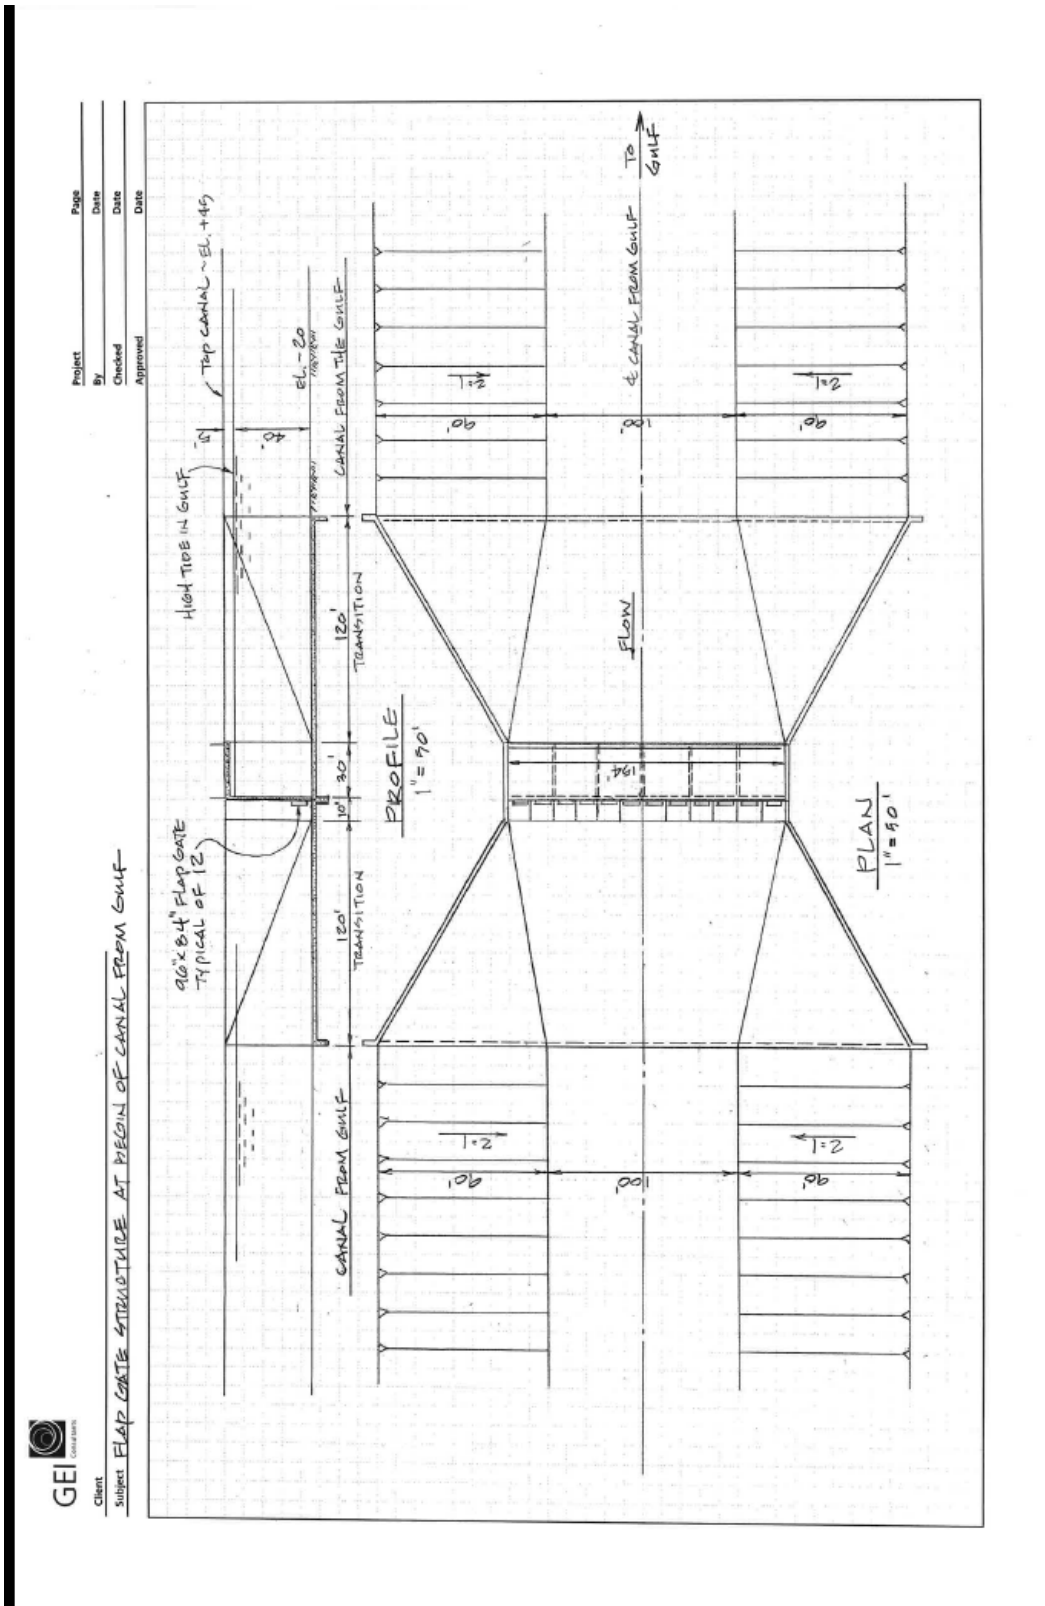 GEI Consultants
Client
Subject FLAP GATE STRUCTURE AT BEGIN OF CANAL FROM GULF
Project
Page
By
Date
Checked
Date
Approved
Date
96"x84" FLAP GATE
TYPICAL OF 12
HIGH TIDE IN GULF
TOP CANAL ~ EL. +45
40'
EL. -20
CANAL FROM GULF
120'
TRANSITION
10'
30'
120'
TRANSITION
CANAL FROM THE GULF
PROFILE
1" = 50'
2=1
90'
100'
90'
2=1
194'
FLOW
℄ CANAL FROM GULF
TO
GULF
2=1
90'
100'
90'
2=1
PLAN
1" = 50'